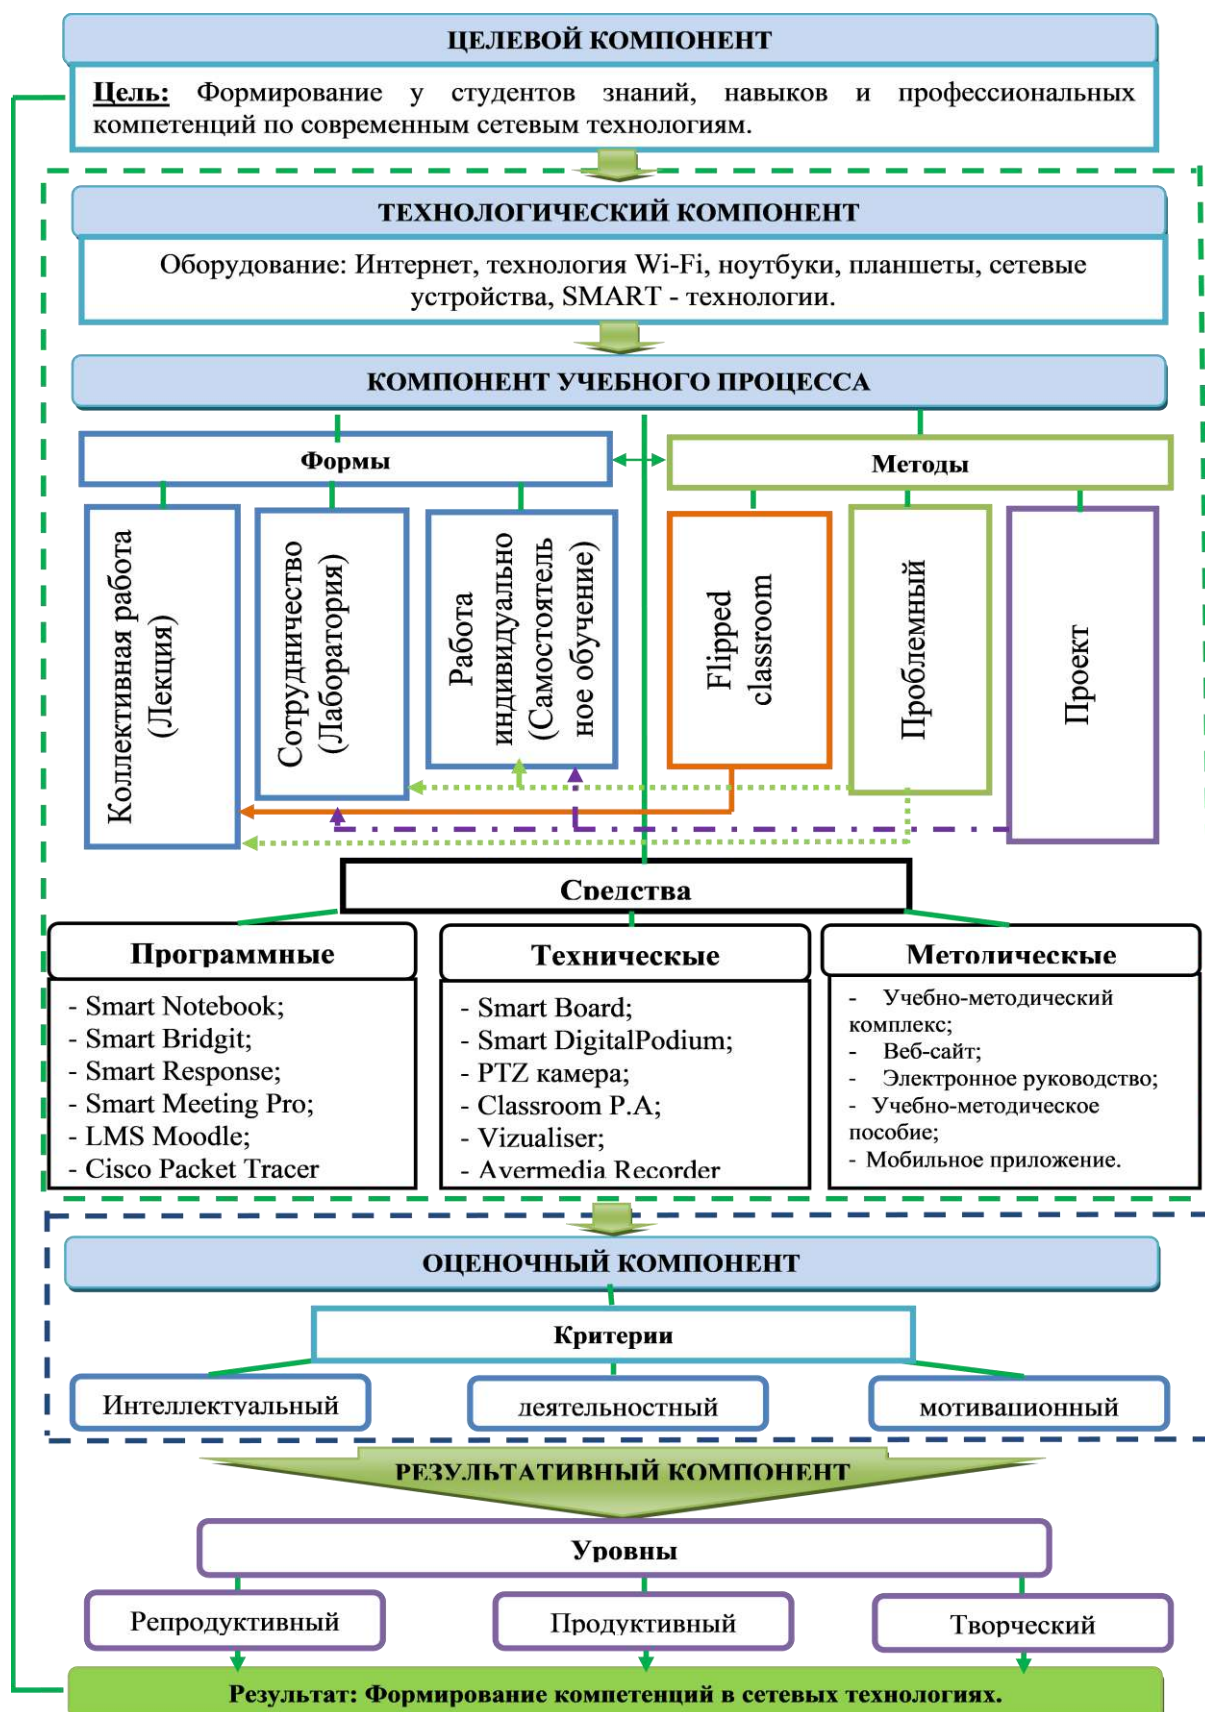 ЦЕЛЕВОЙ КОМПОНЕНТ
Цель: Формирование у студентов знаний, навыков и профессиональных
компетенций по современным сетевым технологиям.
ТЕХНОЛОГИЧЕСКИЙ КОМПОНЕНТ
Оборудование: Интернет, технология Wi-Fi, ноутбуки, планшеты, сетевые
устройства, SMART - технологии.
КОМПОНЕНТ УЧЕБНОГО ПРОЦЕССА
Формы
Методы
Коллективная работа
(Лекция)
Сотрудничество
(Лаборатория)
Работа
индивидуально
(Самостоятель
ное обучение)
Flipped
classroom
Проблемный
Проект
Средства
Программные
- Smart Notebook;
- Smart Bridgit;
- Smart Response;
- Smart Meeting Pro;
- LMS Moodle;
- Cisco Packet Tracer
Технические
- Smart Board;
- Smart DigitalPodium;
- PTZ камера;
- Classroom P.A;
- Vizualiser;
- Avermedia Recorder
Методические
- Учебно-методический
комплекс;
- Веб-сайт;
- Электронное руководство;
- Учебно-методическое
пособие;
- Мобильное приложение.
ОЦЕНОЧНЫЙ КОМПОНЕНТ
Критерии
Интеллектуальный
деятельностный
мотивационный
РЕЗУЛЬТАТИВНЫЙ КОМПОНЕНТ
Уровны
Репродуктивный
Продуктивный
Творческий
Результат: Формирование компетенций в сетевых технологиях.